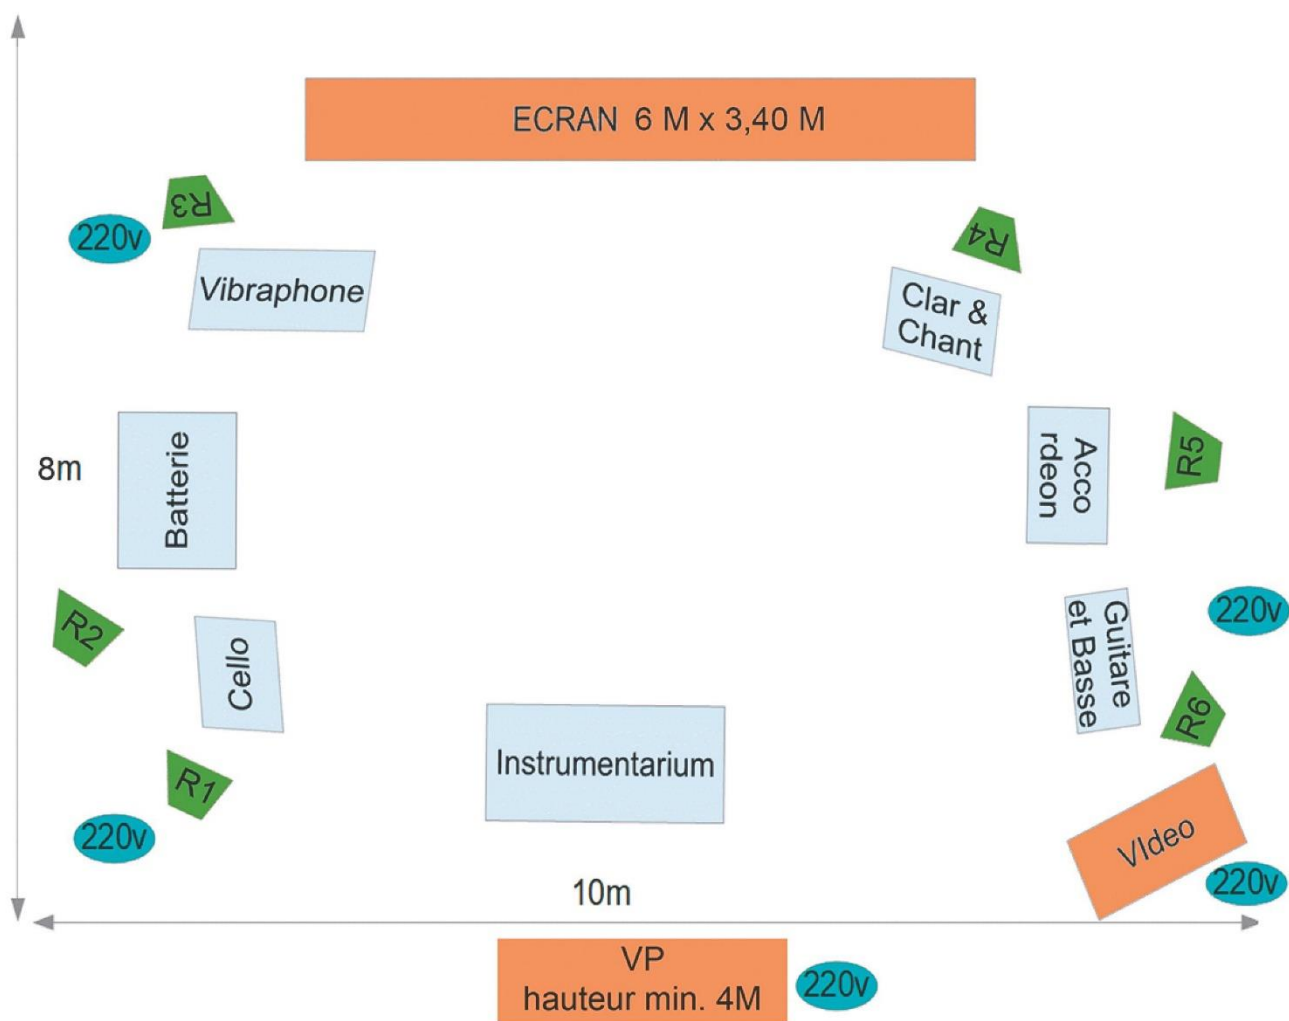 ECRAN 6 M x 3,40 M
R3
220v
R4
Vibraphone
Clar &
Chant
8m
Batterie
Acco
rdeon
R5
R2
Cello
220v
Guitare
et Basse
R6
Instrumentarium
R1
220v
VIdeo
220v
10m
VP
hauteur min. 4M
220v